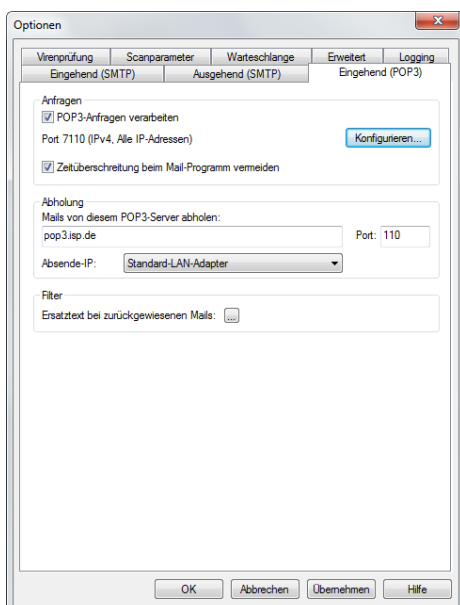 Optionen
Virenprüfung Scanparameter Warteschlange Erweitert Logging
Eingehend (SMTP) Ausgehend (SMTP) Eingehend (POP3)
Anfragen
POP3-Anfragen verarbeiten
Port 7110 (IPv4, Alle IP-Adressen) Konfigurieren...
Zeitüberschreitung beim Mail-Programm vermeiden
Abholung
Mails von diesem POP3-Server abholen:
pop3.isp.de Port: 110
Absende-IP: Standard-LAN-Adapter
Filter
Ersatztext bei zurückgewiesenen Mails: ...
OK Abbrechen Übernehmen Hilfe